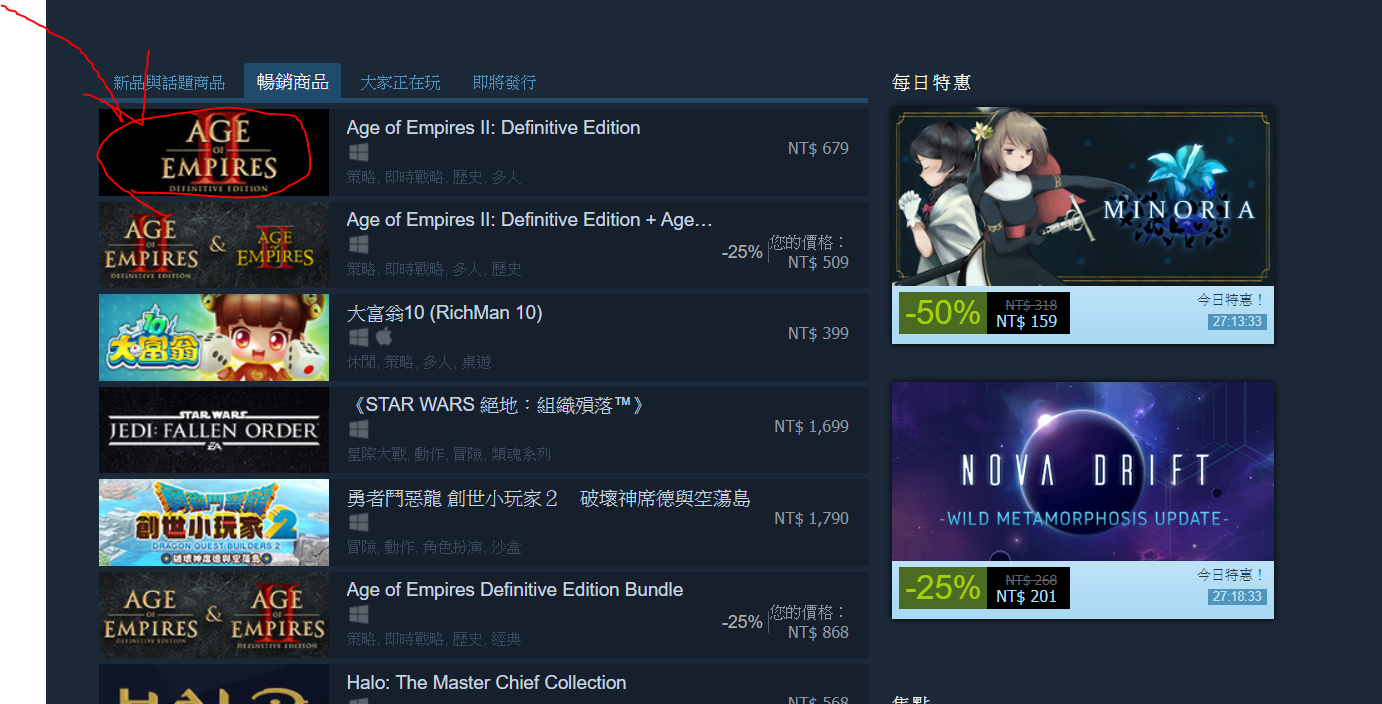 新品與話題商品
暢銷商品
大家正在玩
即將發行
AGE OF EMPIRES II DEFINITIVE EDITION
Age of Empires II: Definitive Edition
NT$ 679
策略, 即時戰略, 歷史, 多人
AGE OF EMPIRES II DEFINITIVE EDITION & AGE of EMPIRES II
Age of Empires II: Definitive Edition + Age…
-25%
您的價格：
NT$ 509
策略, 即時戰略, 多人, 歷史
大富翁10
大富翁10 (RichMan 10)
NT$ 399
休閒, 策略, 多人, 桌遊
STAR WARS
JEDI: FALLEN ORDER
EA
《STAR WARS 絕地：組織殞落™》
NT$ 1,699
星際大戰, 動作, 冒險, 類魂系列
勇者鬥惡龍
創世小玩家2
DRAGON QUEST BUILDERS 2
破壞神席德與空蕩島
勇者鬥惡龍 創世小玩家２　破壞神席德與空蕩島
NT$ 1,790
冒險, 動作, 角色扮演, 沙盒
AGE OF EMPIRES DEFINITIVE EDITION & AGE OF EMPIRES II DEFINITIVE EDITION
Age of Empires Definitive Edition Bundle
-25%
您的價格：
NT$ 868
策略, 即時戰略, 歷史, 經典
HALO
Halo: The Master Chief Collection
NT$ 568
每日特惠
MINORIA
-50%
NT$ 318
NT$ 159
今日特惠！
27:13:33
NOVA DRIFT
-WILD METAMORPHOSIS UPDATE-
-25%
NT$ 268
NT$ 201
今日特惠！
27:18:33
焦點